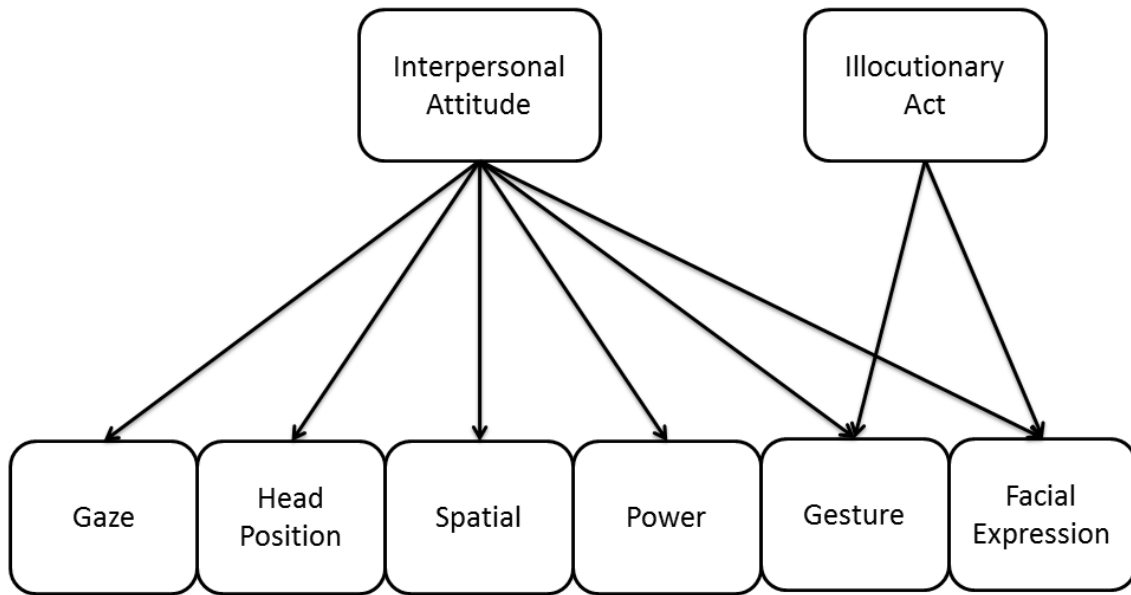 Interpersonal
Attitude
Illocutionary
Act
Gaze
Head
Position
Spatial
Power
Gesture
Facial
Expression